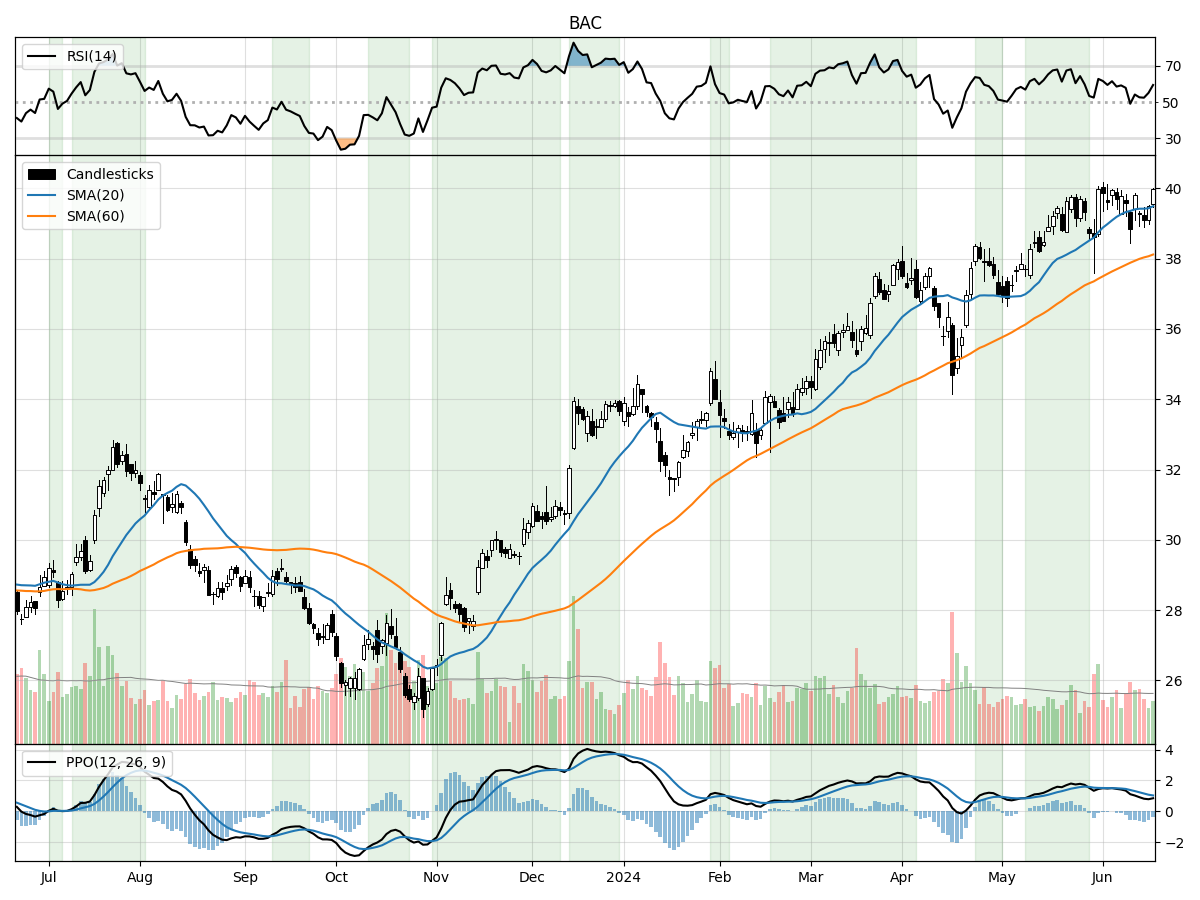 BAC
RSI(14)
70
50
30
Candlesticks
SMA(20)
SMA(60)
40
38
36
34
32
30
28
26
PPO(12, 26, 9)
4
2
0
−2
Jul Aug Sep Oct Nov Dec 2024 Feb Mar Apr May Jun